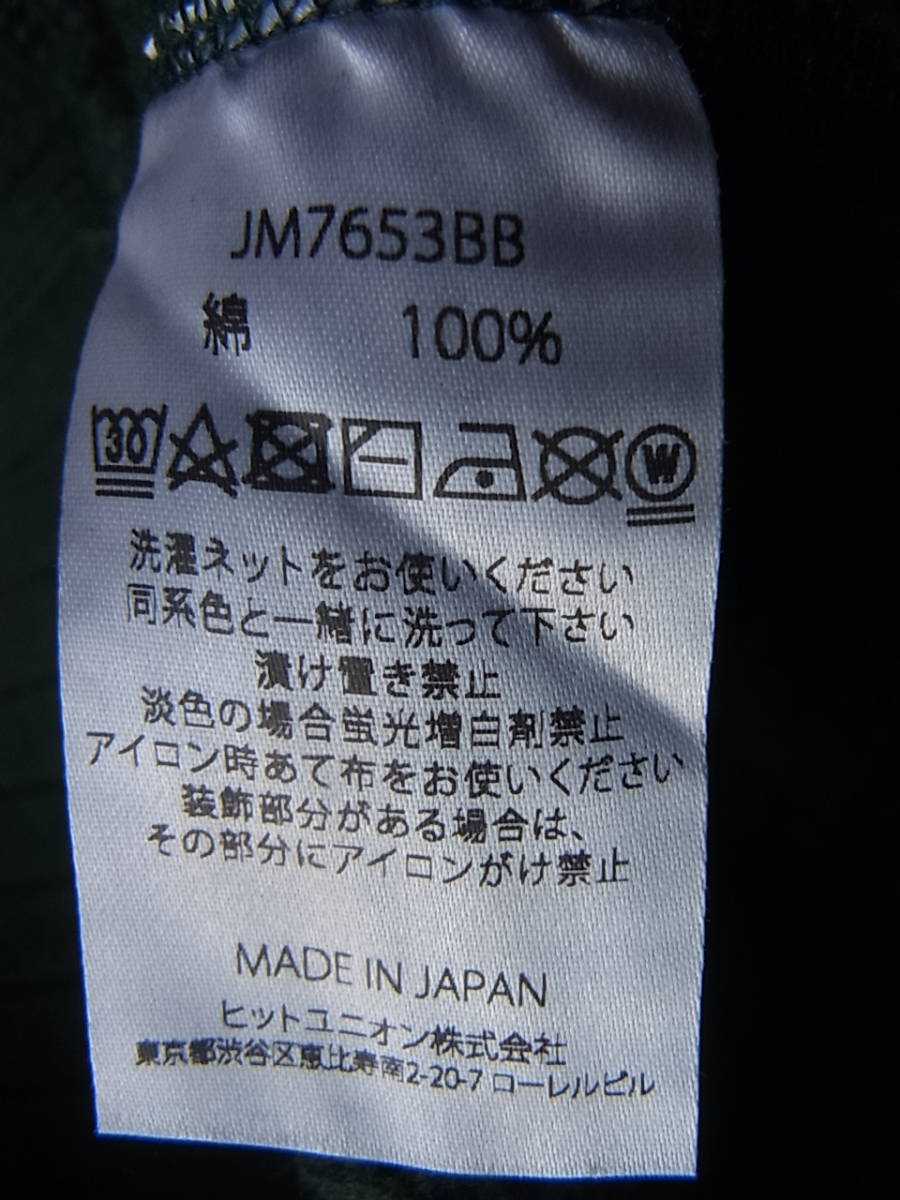 JM7653BB
綿 100%
30 W
洗濯ネットをお使いください
同系色と一緒に洗って下さい
漬け置き禁止
淡色の場合蛍光増白剤禁止
アイロン時あて布をお使いください
装飾部分がある場合は、
その部分にアイロンがけ禁止
MADE IN JAPAN
ヒットユニオン株式会社
東京都渋谷区恵比寿南2-20-7 ローレルビル